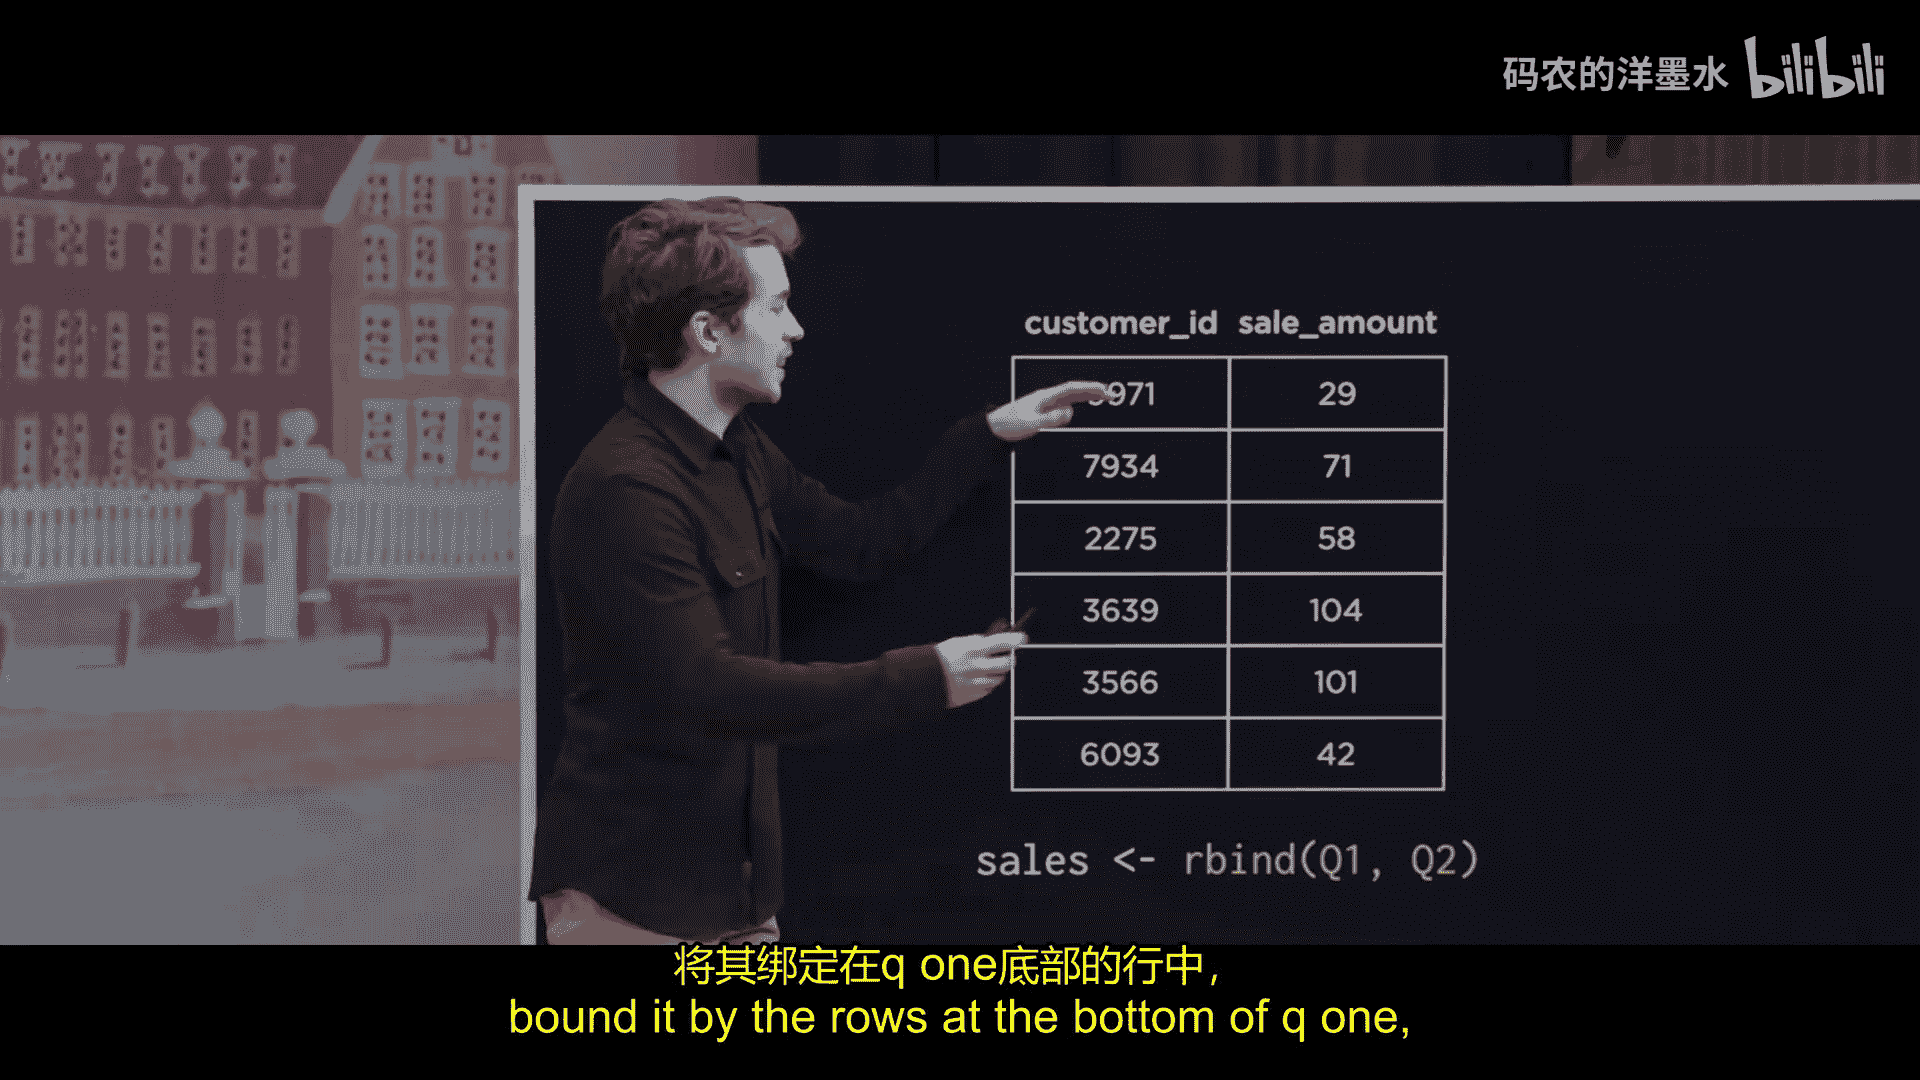 码农的洋墨水 bilibili
customer_id sale_amount
29
7934 71
2275 58
3639 104
3566 101
6093 42
sales <- rbind(Q1, Q2)
将其绑定在q one底部的行中，
bound it by the rows at the bottom of q one,